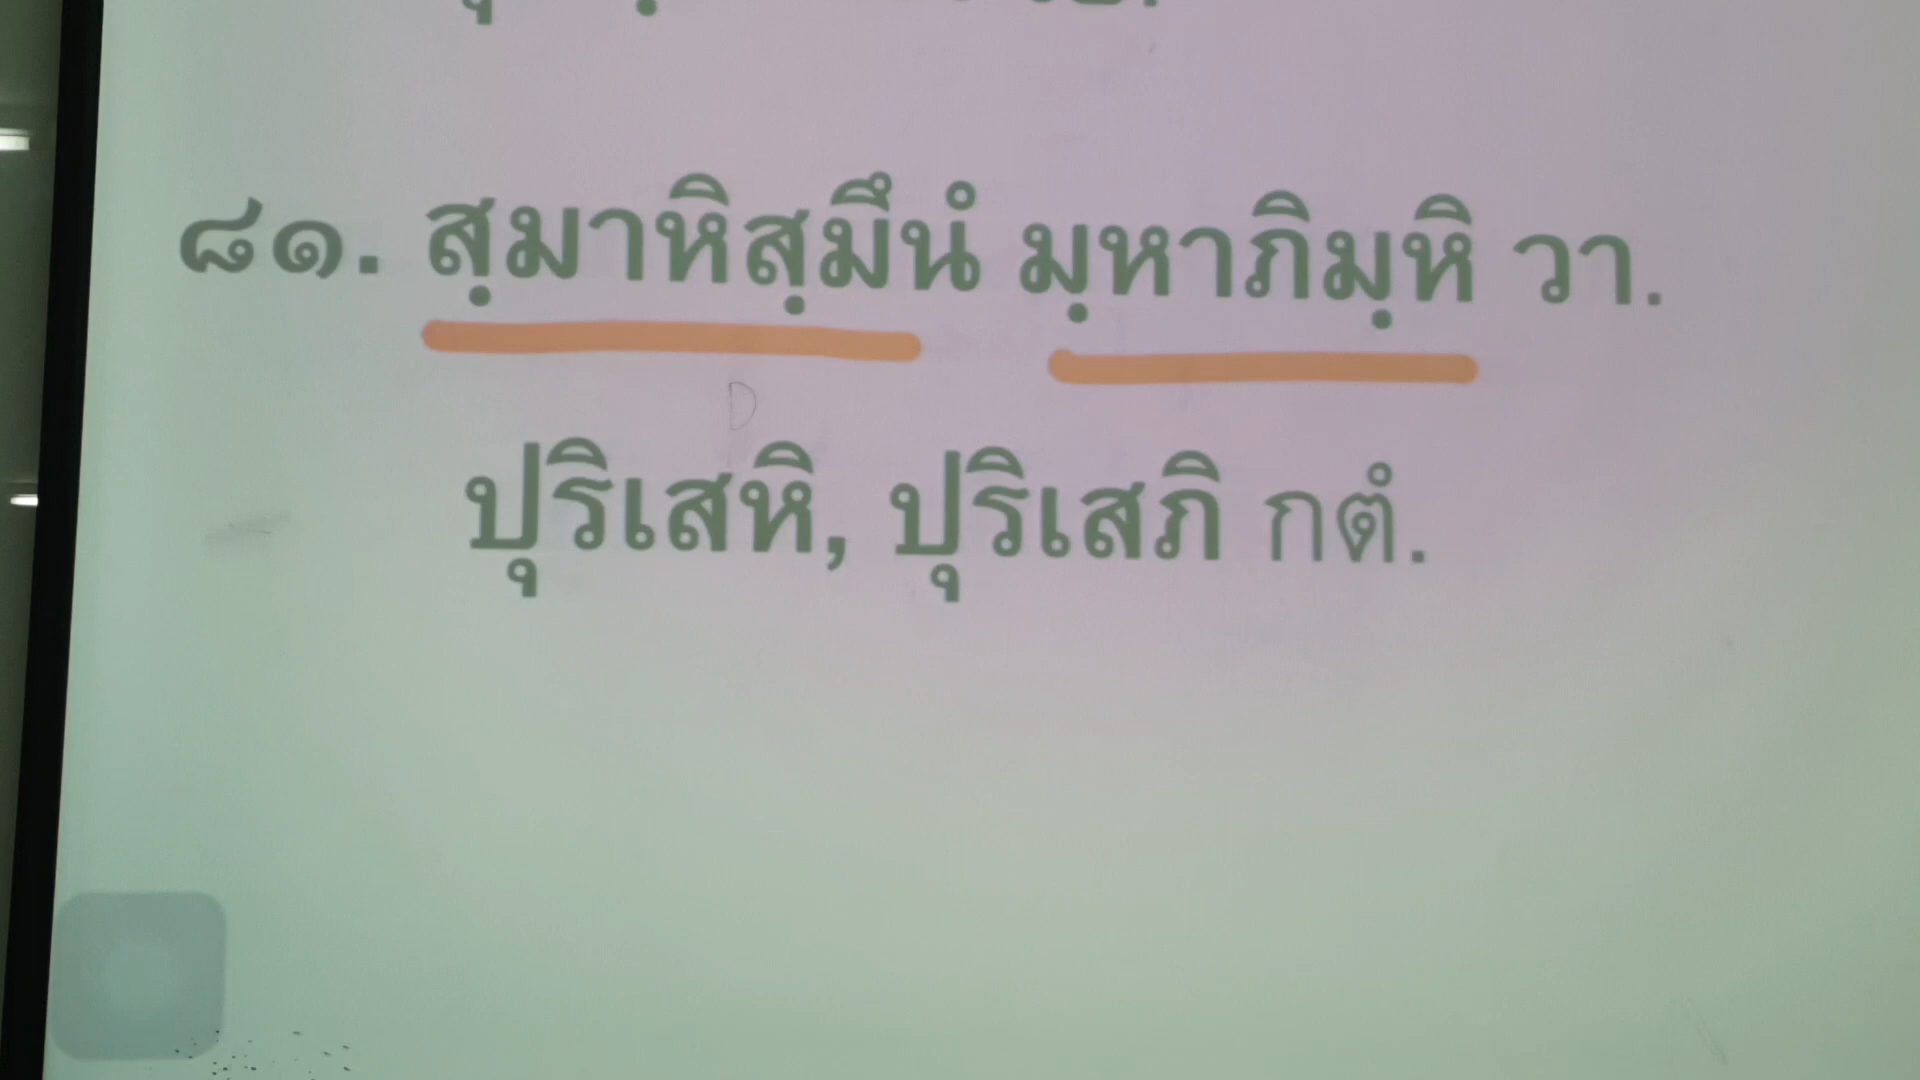 ๘๑. สฺมาหิสฺมึนํ มฺหาภิมฺหิ วา.
ปุริเสหิ, ปุริเสภิ กตํ.